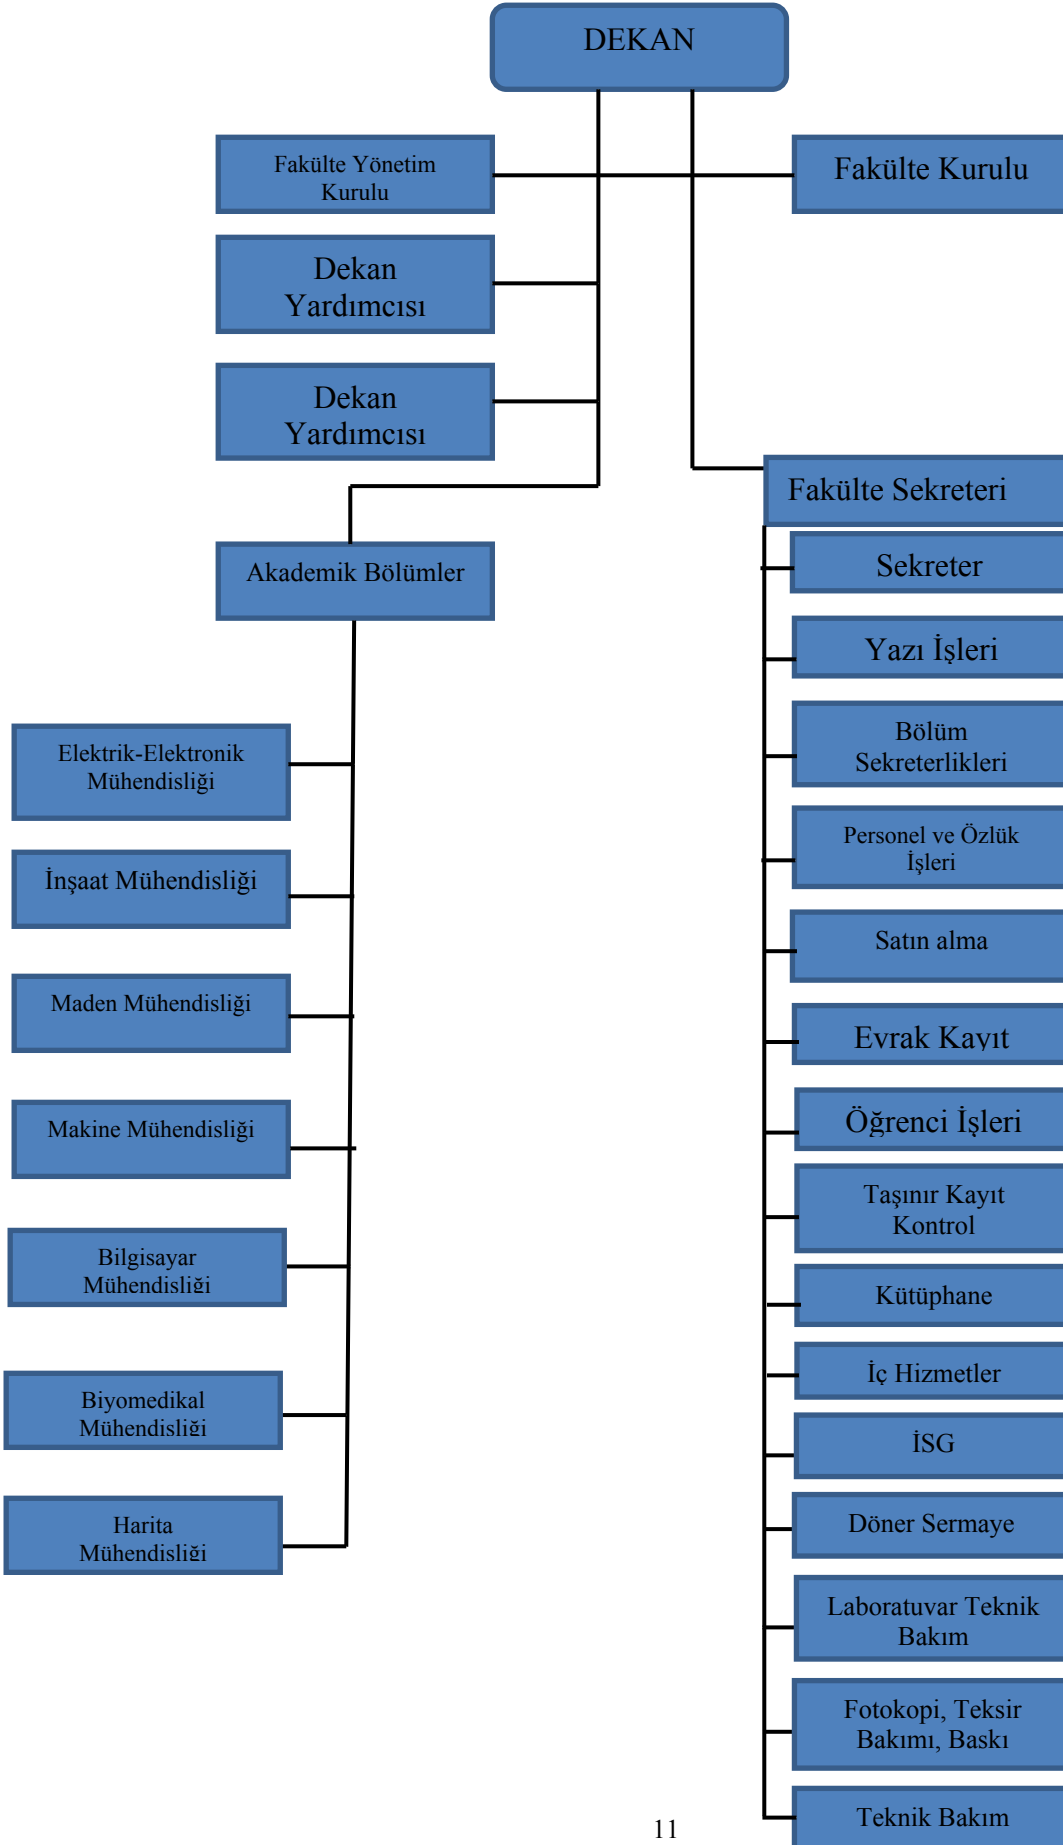 DEKAN
Fakülte Yönetim
Kurulu
Fakülte Kurulu
Dekan
Yardımcısı
Dekan
Yardımcısı
Akademik Bölümler
Elektrik-Elektronik
Mühendisliği
İnşaat Mühendisliği
Maden Mühendisliği
Makine Mühendisliği
Bilgisayar
Mühendisliği
Biyomedikal
Mühendisliği
Harita
Mühendisliği
Fakülte Sekreteri
Sekreter
Yazı İşleri
Bölüm
Sekreterlikleri
Personel ve Özlük
İşleri
Satın alma
Evrak Kayıt
Öğrenci İşleri
Taşınır Kayıt
Kontrol
Kütüphane
İç Hizmetler
İSG
Döner Sermaye
Laboratuvar Teknik
Bakım
Fotokopi, Teksir
Bakımı, Baskı
Teknik Bakım
11